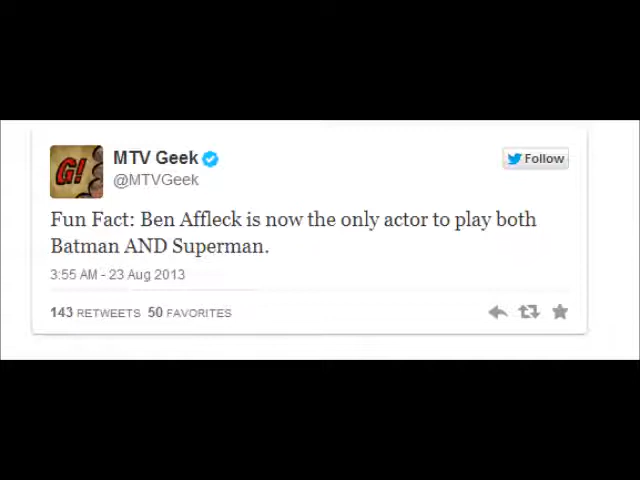 G!
MTV Geek
Follow
@MTVGeek
Fun Fact: Ben Affleck is now the only actor to play both
Batman AND Superman.
3:55 AM - 23 Aug 2013
143 RETWEETS 50 FAVORITES